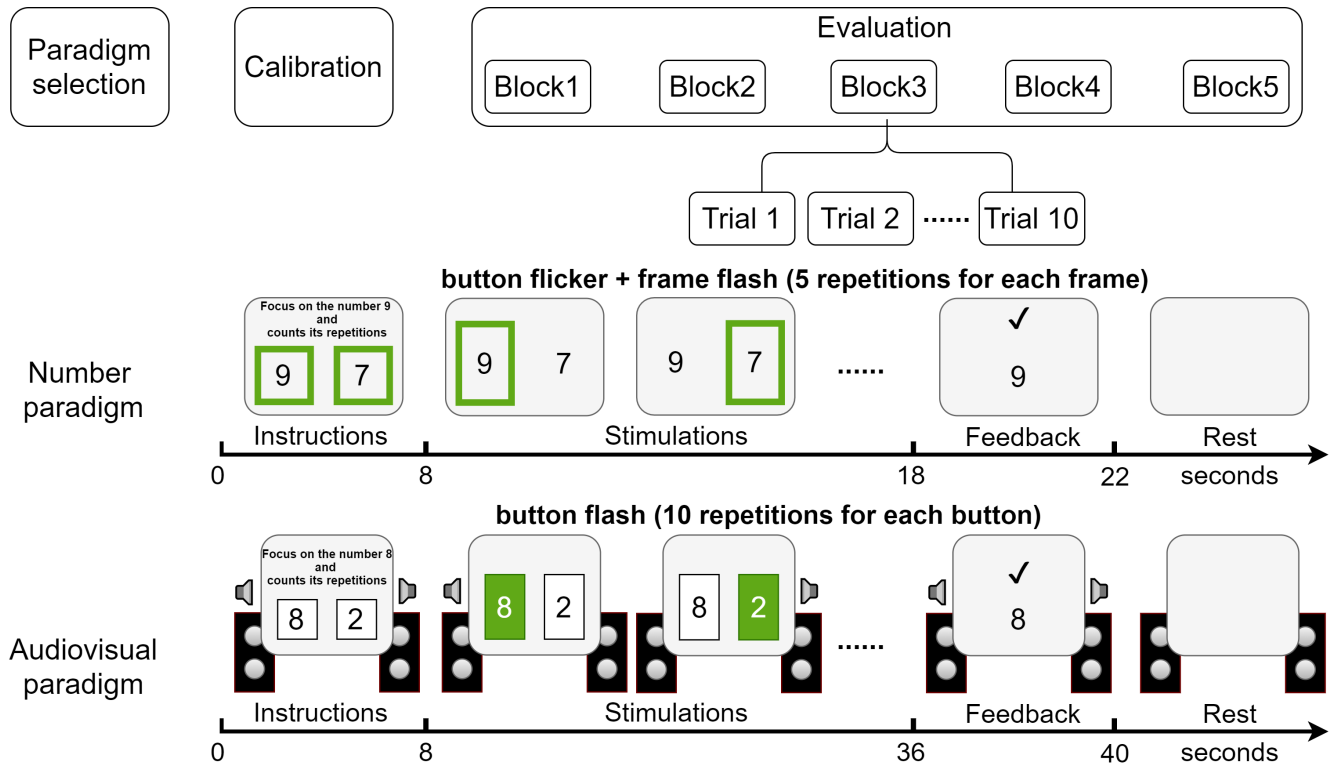 Paradigm
selection
Calibration
Evaluation
Block1
Block2
Block3
Block4
Block5
Trial 1
Trial 2
......
Trial 10
button flicker + frame flash (5 repetitions for each frame)
Number
paradigm
Focus on the number 9
and
counts its repetitions
9 7
9 7
9 7
......
✓
9
Instructions
Stimulations
Feedback
Rest
0 8 18 22 seconds
button flash (10 repetitions for each button)
Audiovisual
paradigm
Focus on the number 8
and
counts its repetitions
8 2
8 2
8 2
......
✓
8
Instructions
Stimulations
Feedback
Rest
0 8 36 40 seconds